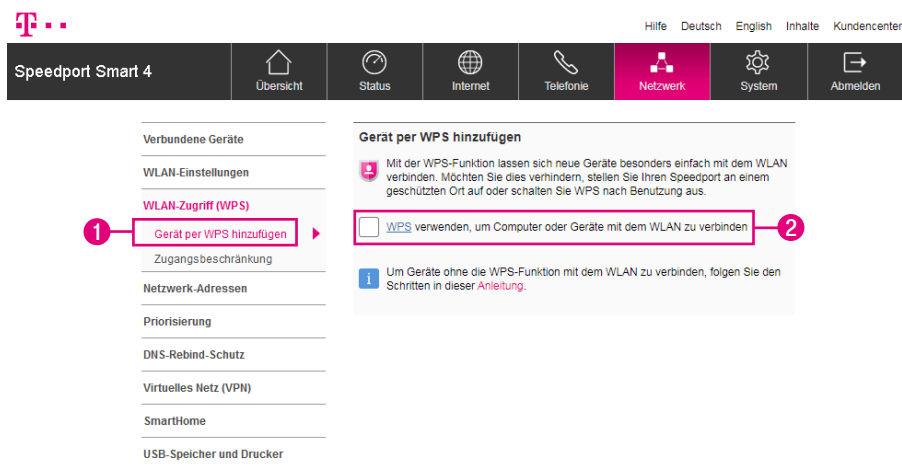 T
Hilfe Deutsch English Inhalte Kundencenter
Speedport Smart 4
Übersicht
Status
Internet
Telefonie
Netzwerk
System
Abmelden
Verbundene Geräte
WLAN-Einstellungen
WLAN-Zugriff (WPS)
1
Gerät per WPS hinzufügen
Zugangsbeschränkung
Netzwerk-Adressen
Priorisierung
DNS-Rebind-Schutz
Virtuelles Netz (VPN)
SmartHome
USB-Speicher und Drucker
Gerät per WPS hinzufügen
Mit der WPS-Funktion lassen sich neue Geräte besonders einfach mit dem WLAN
verbinden. Möchten Sie dies verhindern, stellen Sie Ihren Speedport an einem
geschützten Ort auf oder schalten Sie WPS nach Benutzung aus.
WPS verwenden, um Computer oder Geräte mit dem WLAN zu verbinden
2
i
Um Geräte ohne die WPS-Funktion mit dem WLAN zu verbinden, folgen Sie den
Schritten in dieser Anleitung.